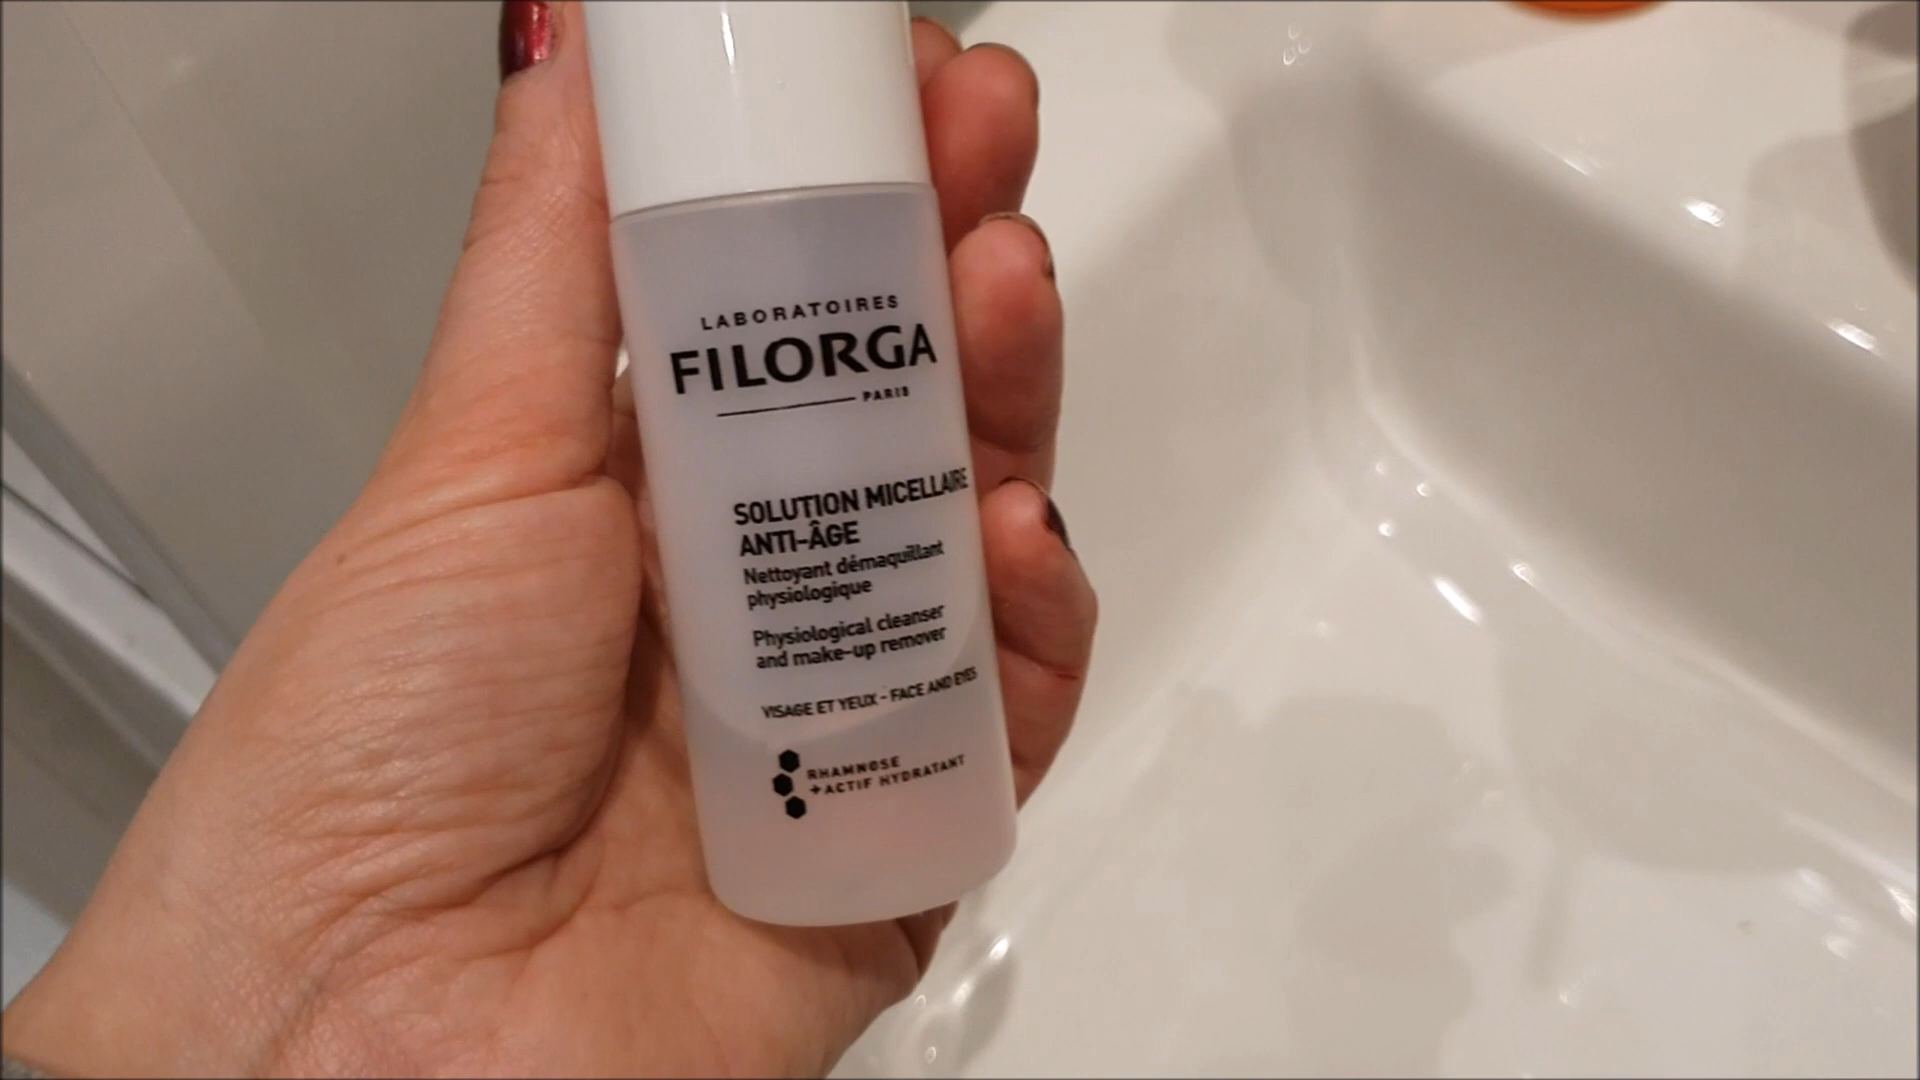 LABORATOIRES
FILORGA
PARIS
SOLUTION MICELLAIRE
ANTI-ÂGE
Nettoyant démaquillant
physiologique
Physiological cleanser
and make-up remover
VISAGE ET YEUX - FACE AND EYES
RHAMNOSE
+ACTIF HYDRATANT